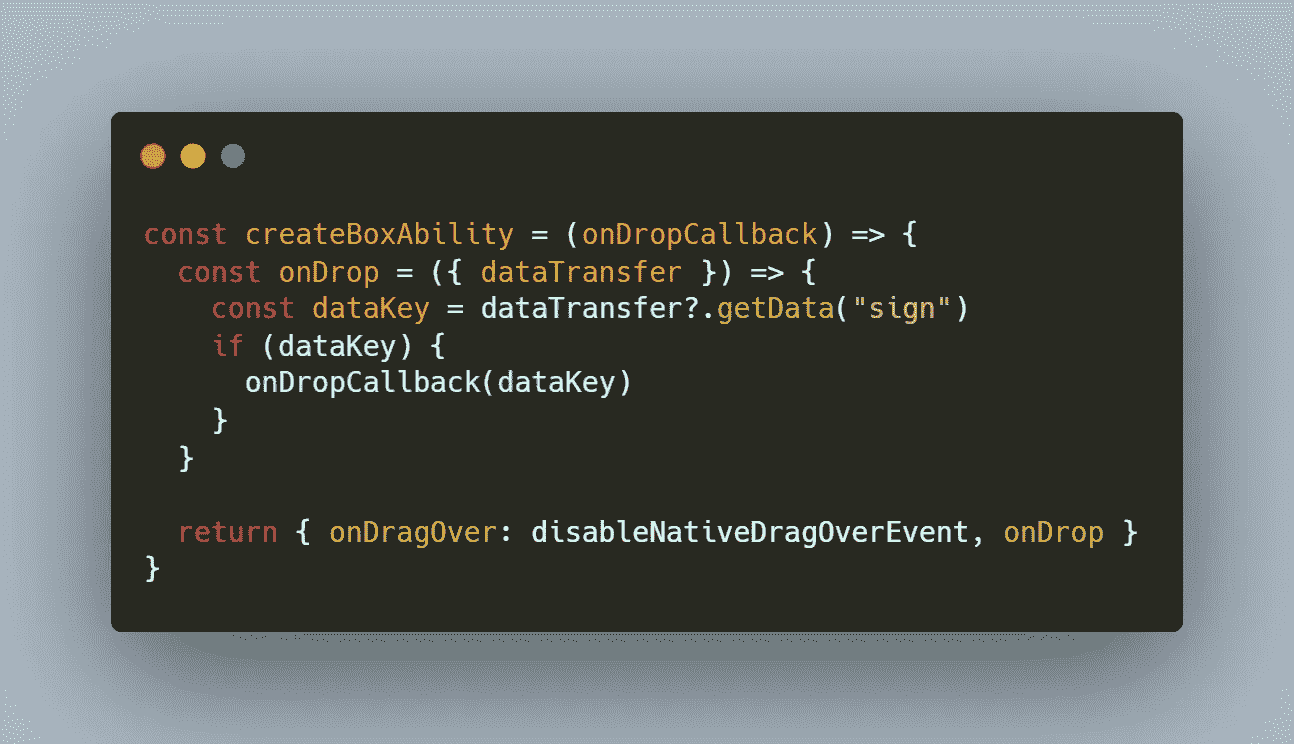 const createBoxAbility = (onDropCallback) => {
  const onDrop = ({ dataTransfer }) => {
    const dataKey = dataTransfer?.getData("sign")
    if (dataKey) {
      onDropCallback(dataKey)
    }
  }

  return { onDragOver: disableNativeDragOverEvent, onDrop }
}